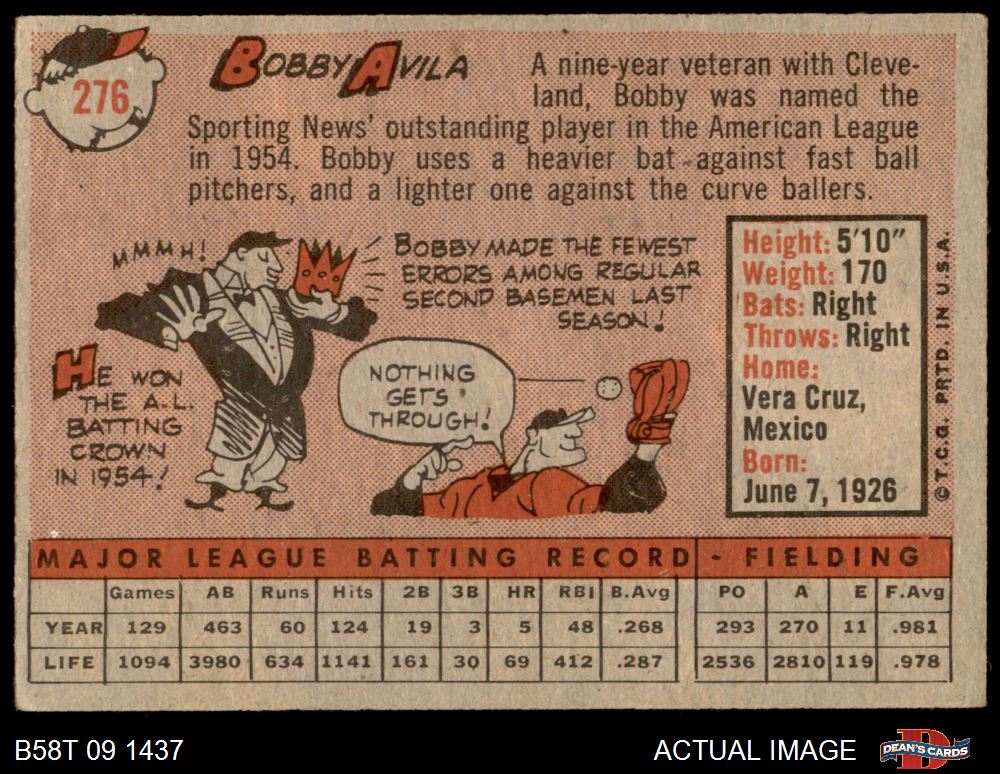 276
BOBBY AVILA
A nine-year veteran with Cleve-
land, Bobby was named the
Sporting News' outstanding player in the American League
in 1954. Bobby uses a heavier bat against fast ball
pitchers, and a lighter one against the curve ballers.
MMMH!
BOBBY MADE THE FEWEST
ERRORS AMONG REGULAR
SECOND BASEMEN LAST
SEASON!
HE WON
THE A.L.
BATTING
CROWN
IN 1954!
NOTHING
GETS
THROUGH!
Height: 5'10"
Weight: 170
Bats: Right
Throws: Right
Home:
Vera Cruz,
Mexico
Born:
June 7, 1926
© T.C.G. PRTD. IN U.S.A.
MAJOR LEAGUE BATTING RECORD - FIELDING
Games AB Runs Hits 2B 3B HR RBI B.Avg PO A E F.Avg
YEAR 129 463 60 124 19 3 5 48 .268 293 270 11 .981
LIFE 1094 3980 634 1141 161 30 69 412 .287 2536 2810 119 .978
B58T 09 1437
ACTUAL IMAGE
D
DEAN'S CARDS